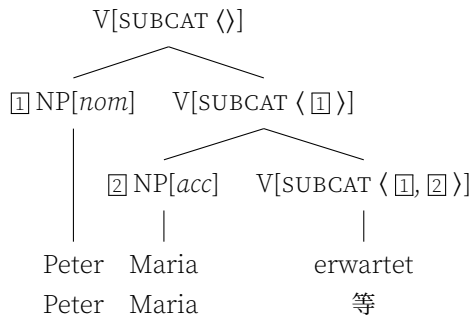 V[SUBCAT ⟨⟩]
1 NP[nom] V[SUBCAT ⟨ 1 ⟩]
2 NP[acc] V[SUBCAT ⟨ 1, 2 ⟩]
Peter Maria erwartet
Peter Maria 等